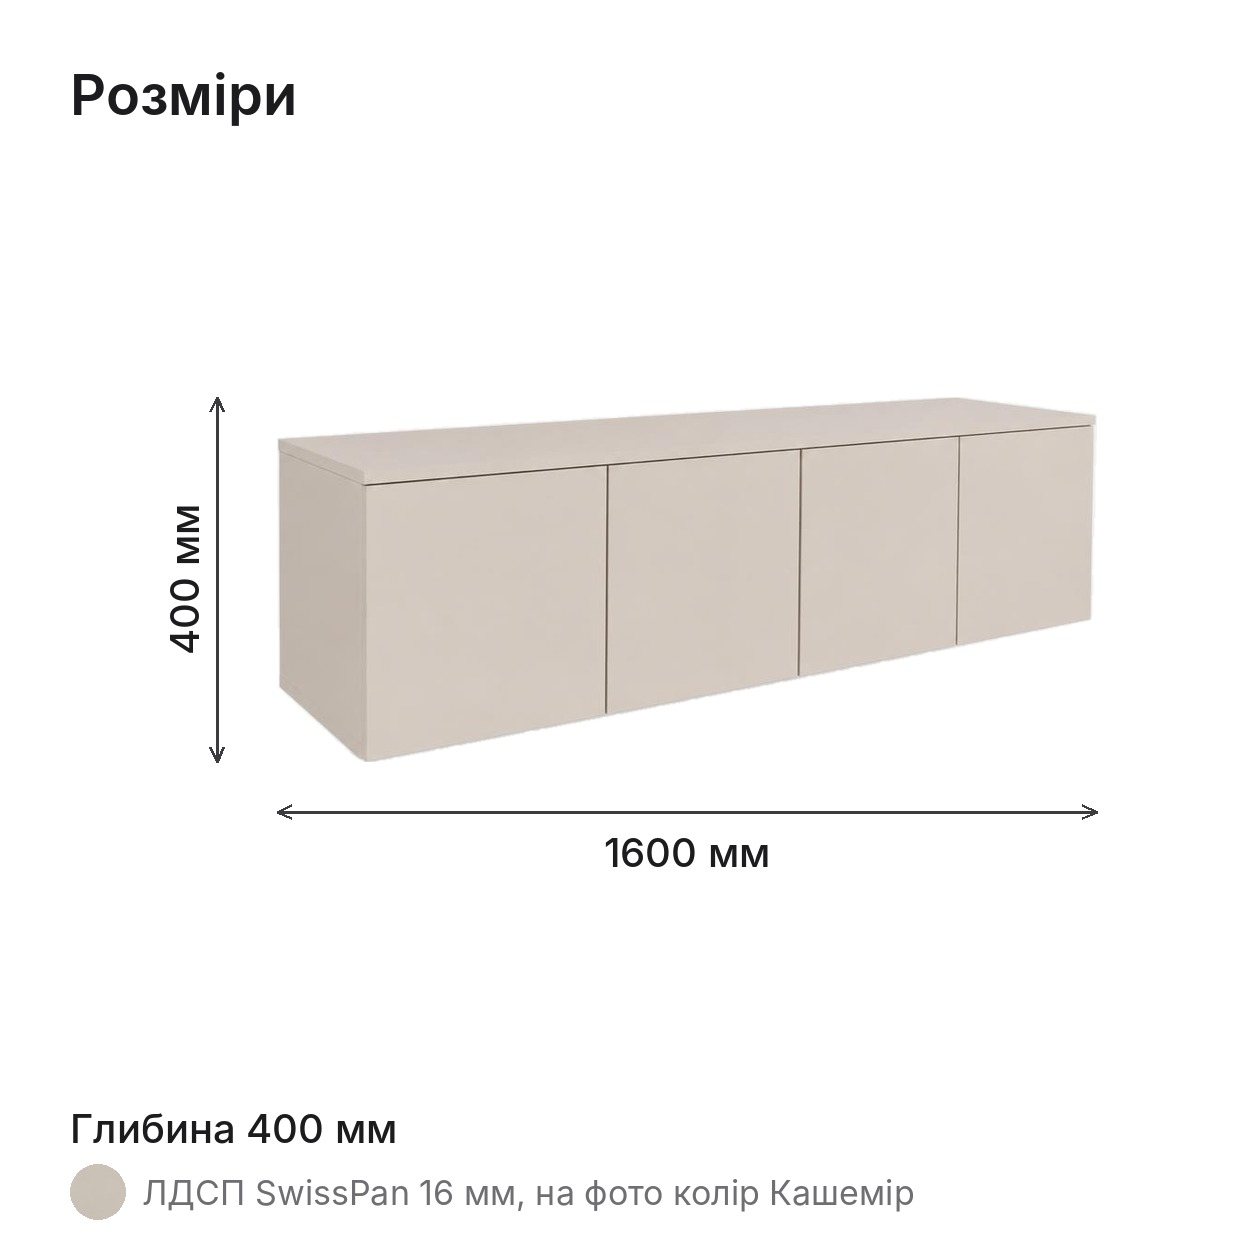 Розміри
400 мм
1600 мм
Глибина 400 мм
ЛДСП SwissPan 16 мм, на фото колір Кашемір